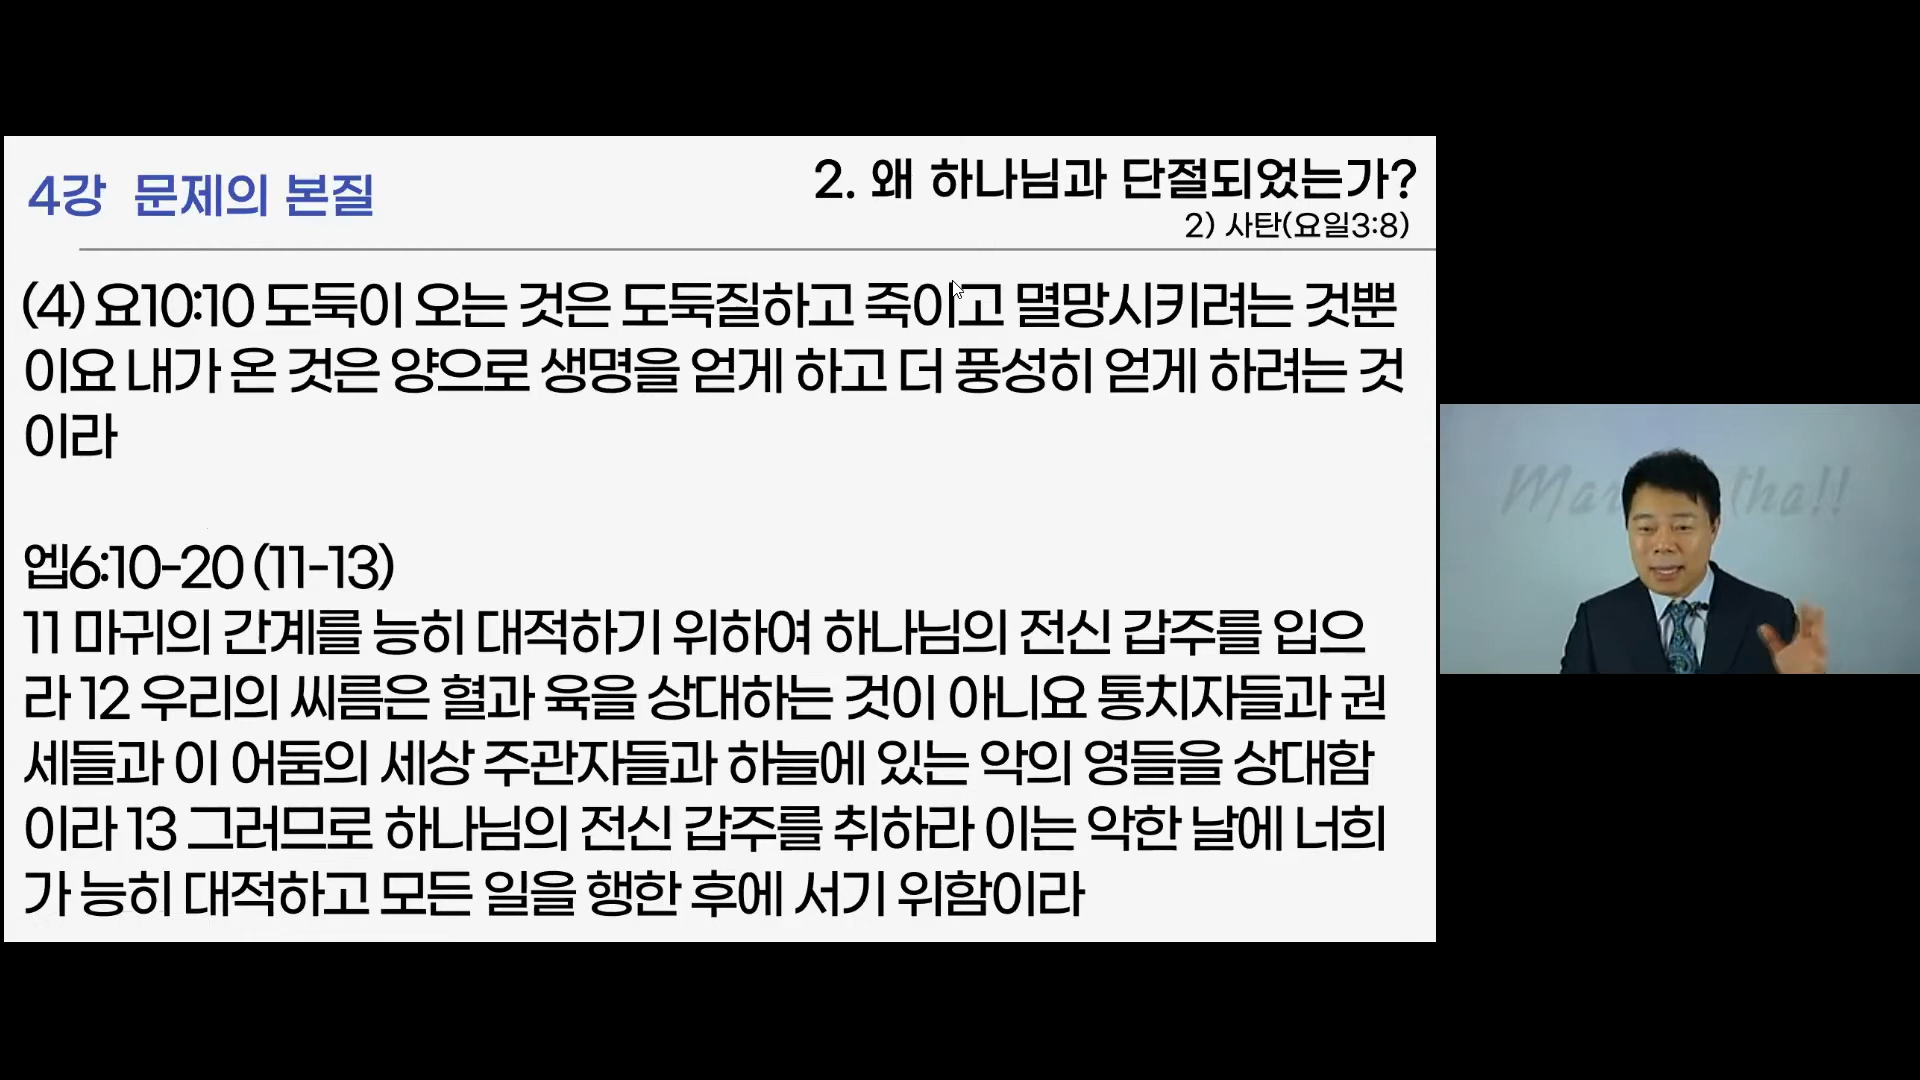 4강 문제의 본질
2. 왜 하나님과 단절되었는가?
2) 사탄(요일3:8)
(4) 요10:10 도둑이 오는 것은 도둑질하고 죽이고 멸망시키려는 것뿐
이요 내가 온 것은 양으로 생명을 얻게 하고 더 풍성히 얻게 하려는 것
이라
엡6:10-20 (11-13)
11 마귀의 간계를 능히 대적하기 위하여 하나님의 전신 갑주를 입으
라 12 우리의 씨름은 혈과 육을 상대하는 것이 아니요 통치자들과 권
세들과 이 어둠의 세상 주관자들과 하늘에 있는 악의 영들을 상대함
이라 13 그러므로 하나님의 전신 갑주를 취하라 이는 악한 날에 너희
가 능히 대적하고 모든 일을 행한 후에 서기 위함이라